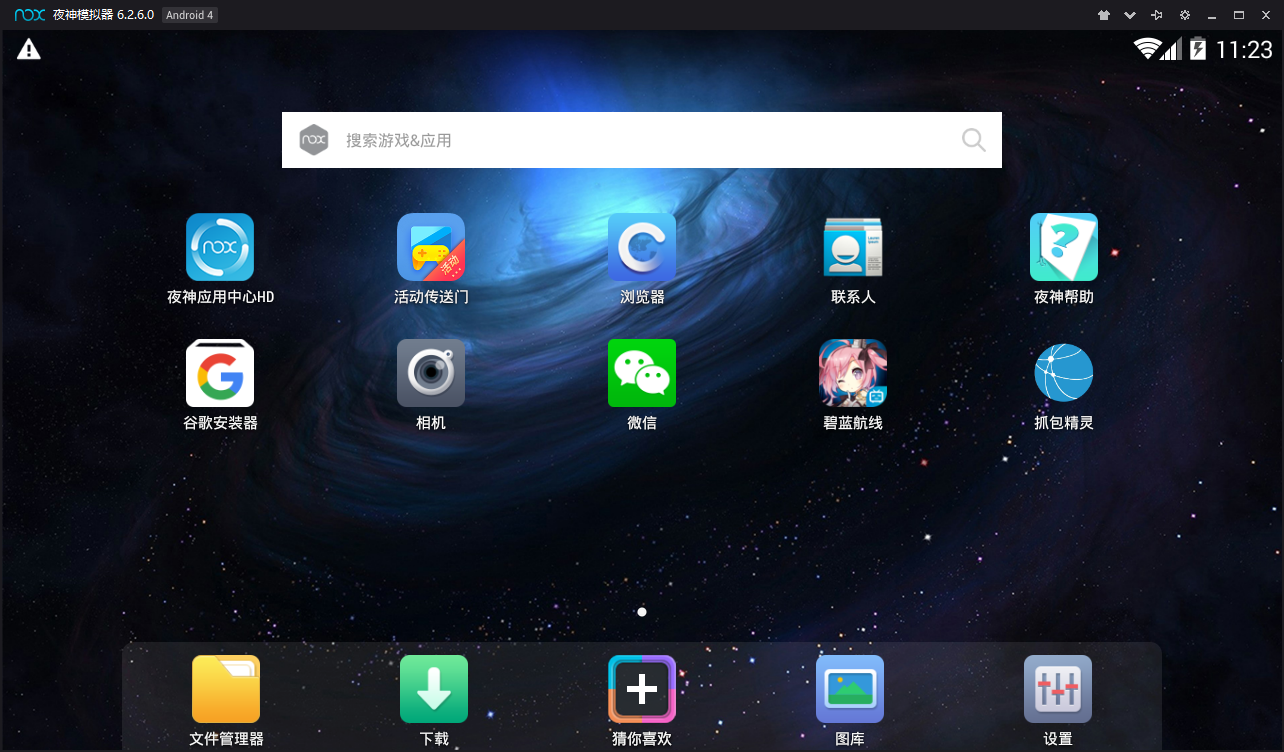 nox 夜神模拟器 6.2.6.0 Android 4
11:23
nox 搜索游戏&应用
nox
活动
夜神应用中心HD 活动传送门 浏览器 联系人 夜神帮助
谷歌安装器 相机 微信 碧蓝航线 抓包精灵
文件管理器 下载 猜你喜欢 图库 设置